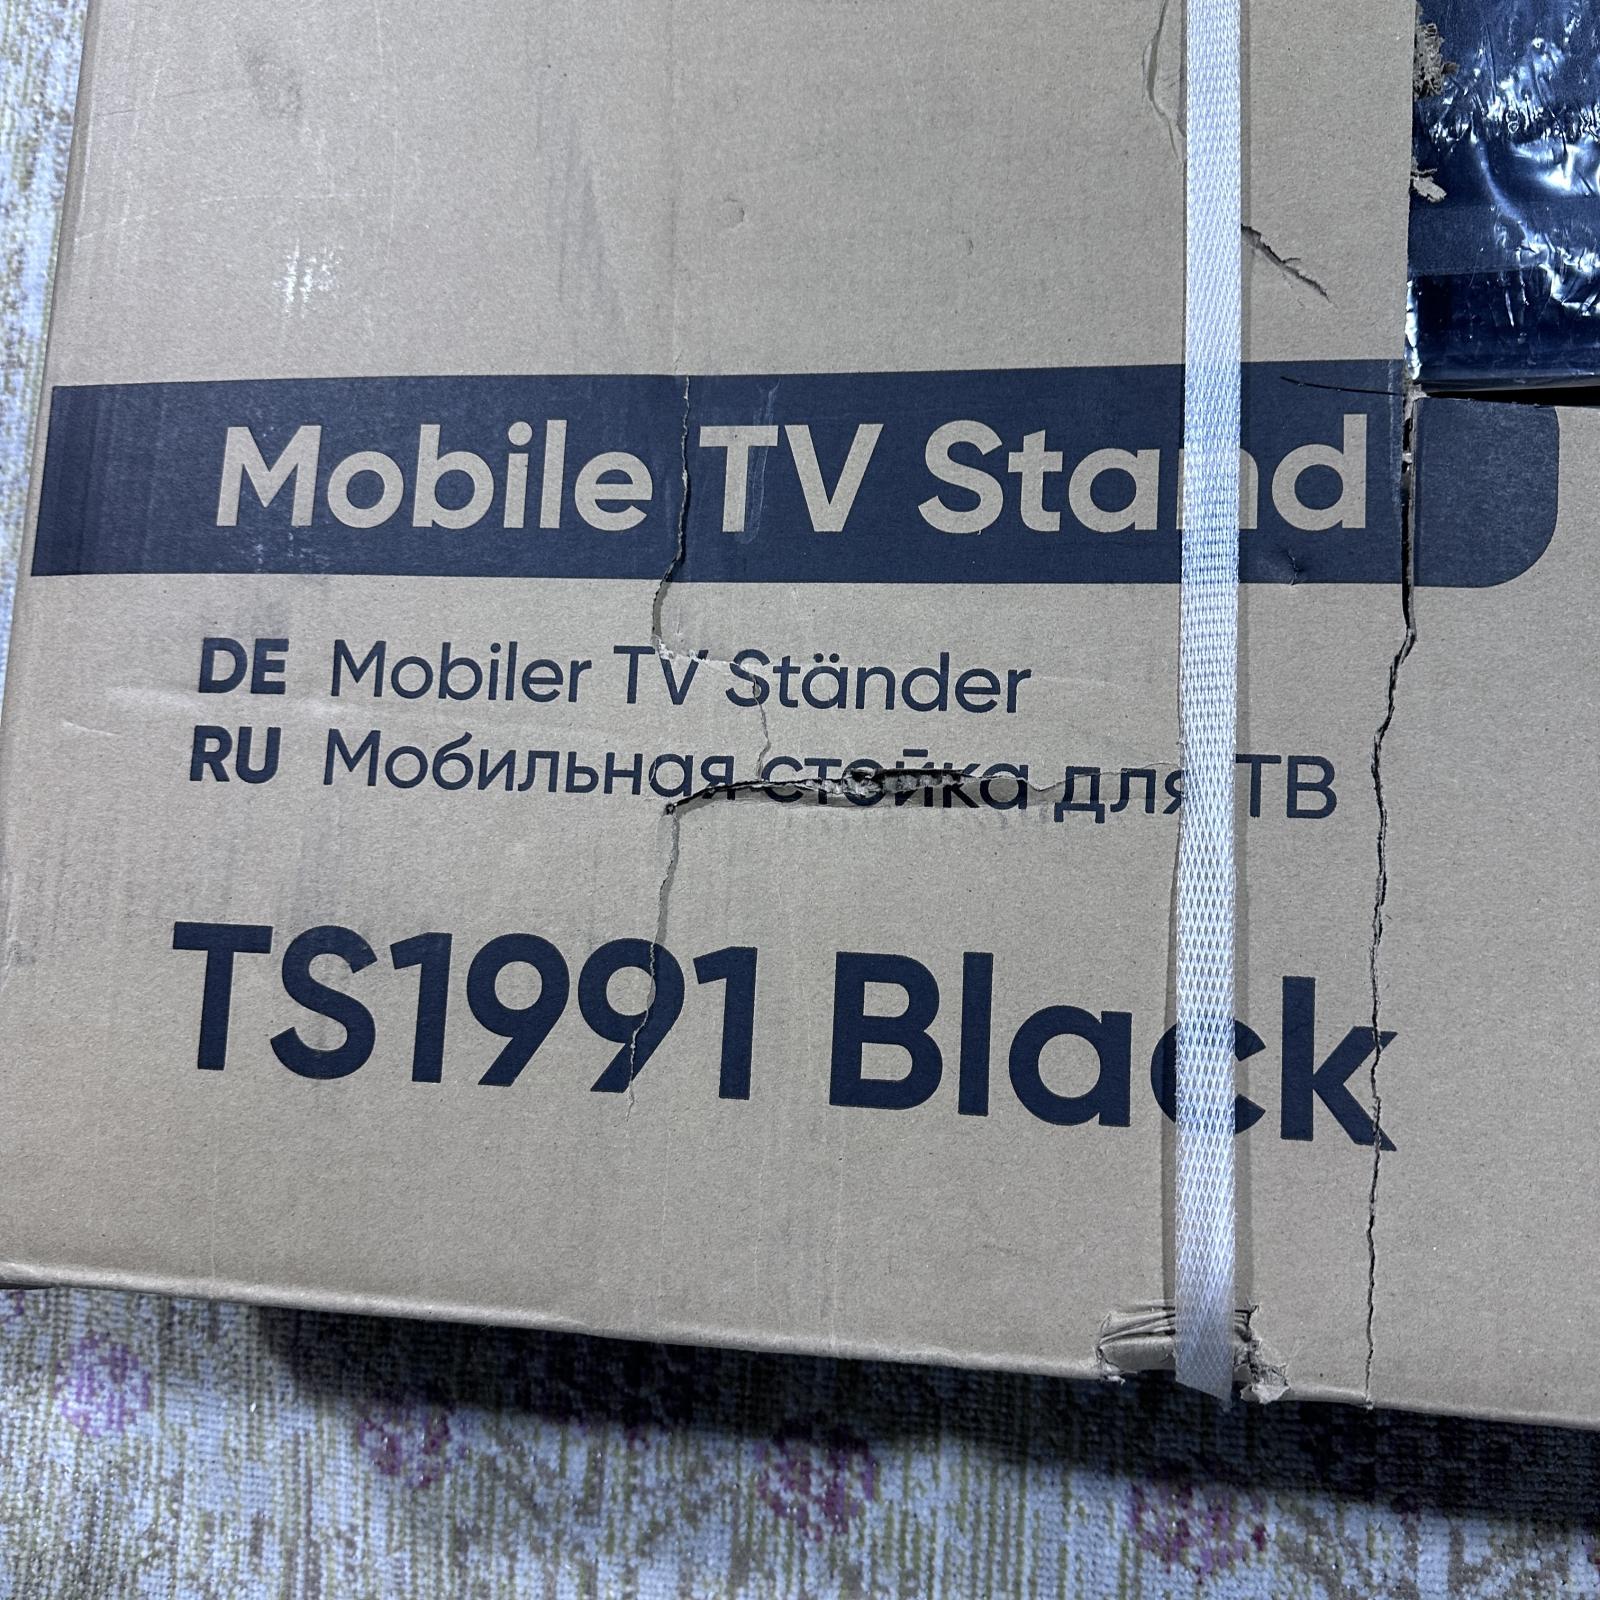 Mobile TV Stand
DE Mobiler TV Ständer
RU Мобильная стойка для ТВ
TS1991 Black